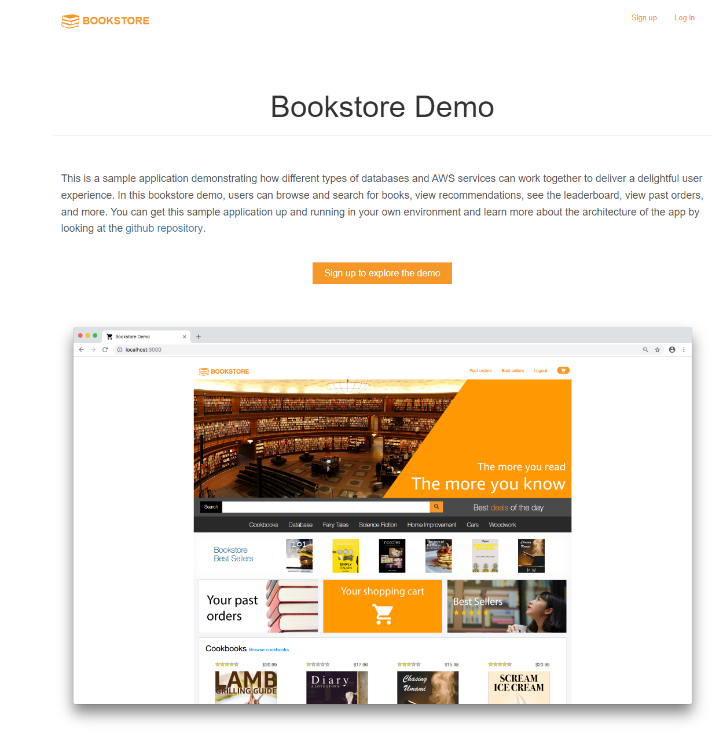 BOOKSTORE
Sign up
Log in
Bookstore Demo
This is a sample application demonstrating how different types of databases and AWS services can work together to deliver a delightful user
experience. In this bookstore demo, users can browse and search for books, view recommendations, see the leaderboard, view past orders,
and more. You can get this sample application up and running in your own environment and learn more about the architecture of the app by
looking at the github repository.
Sign up to explore the demo
Bookstore Demo
localhost:3000
BOOKSTORE
Past orders
Best sellers
Logout
The more you read
The more you know
Search
Best deals of the day
Cookbooks
Database
Fairy Tales
Science Fiction
Home Improvement
Cars
Woodwork
Bookstore
Best Sellers
Your past
orders
Your shopping cart
Best Sellers
Cookbooks Browse cookbooks
$17.99
LAMB
GRILLING GUIDE
Diary
Chasing
Umami
SCREAM
ICE CREAM